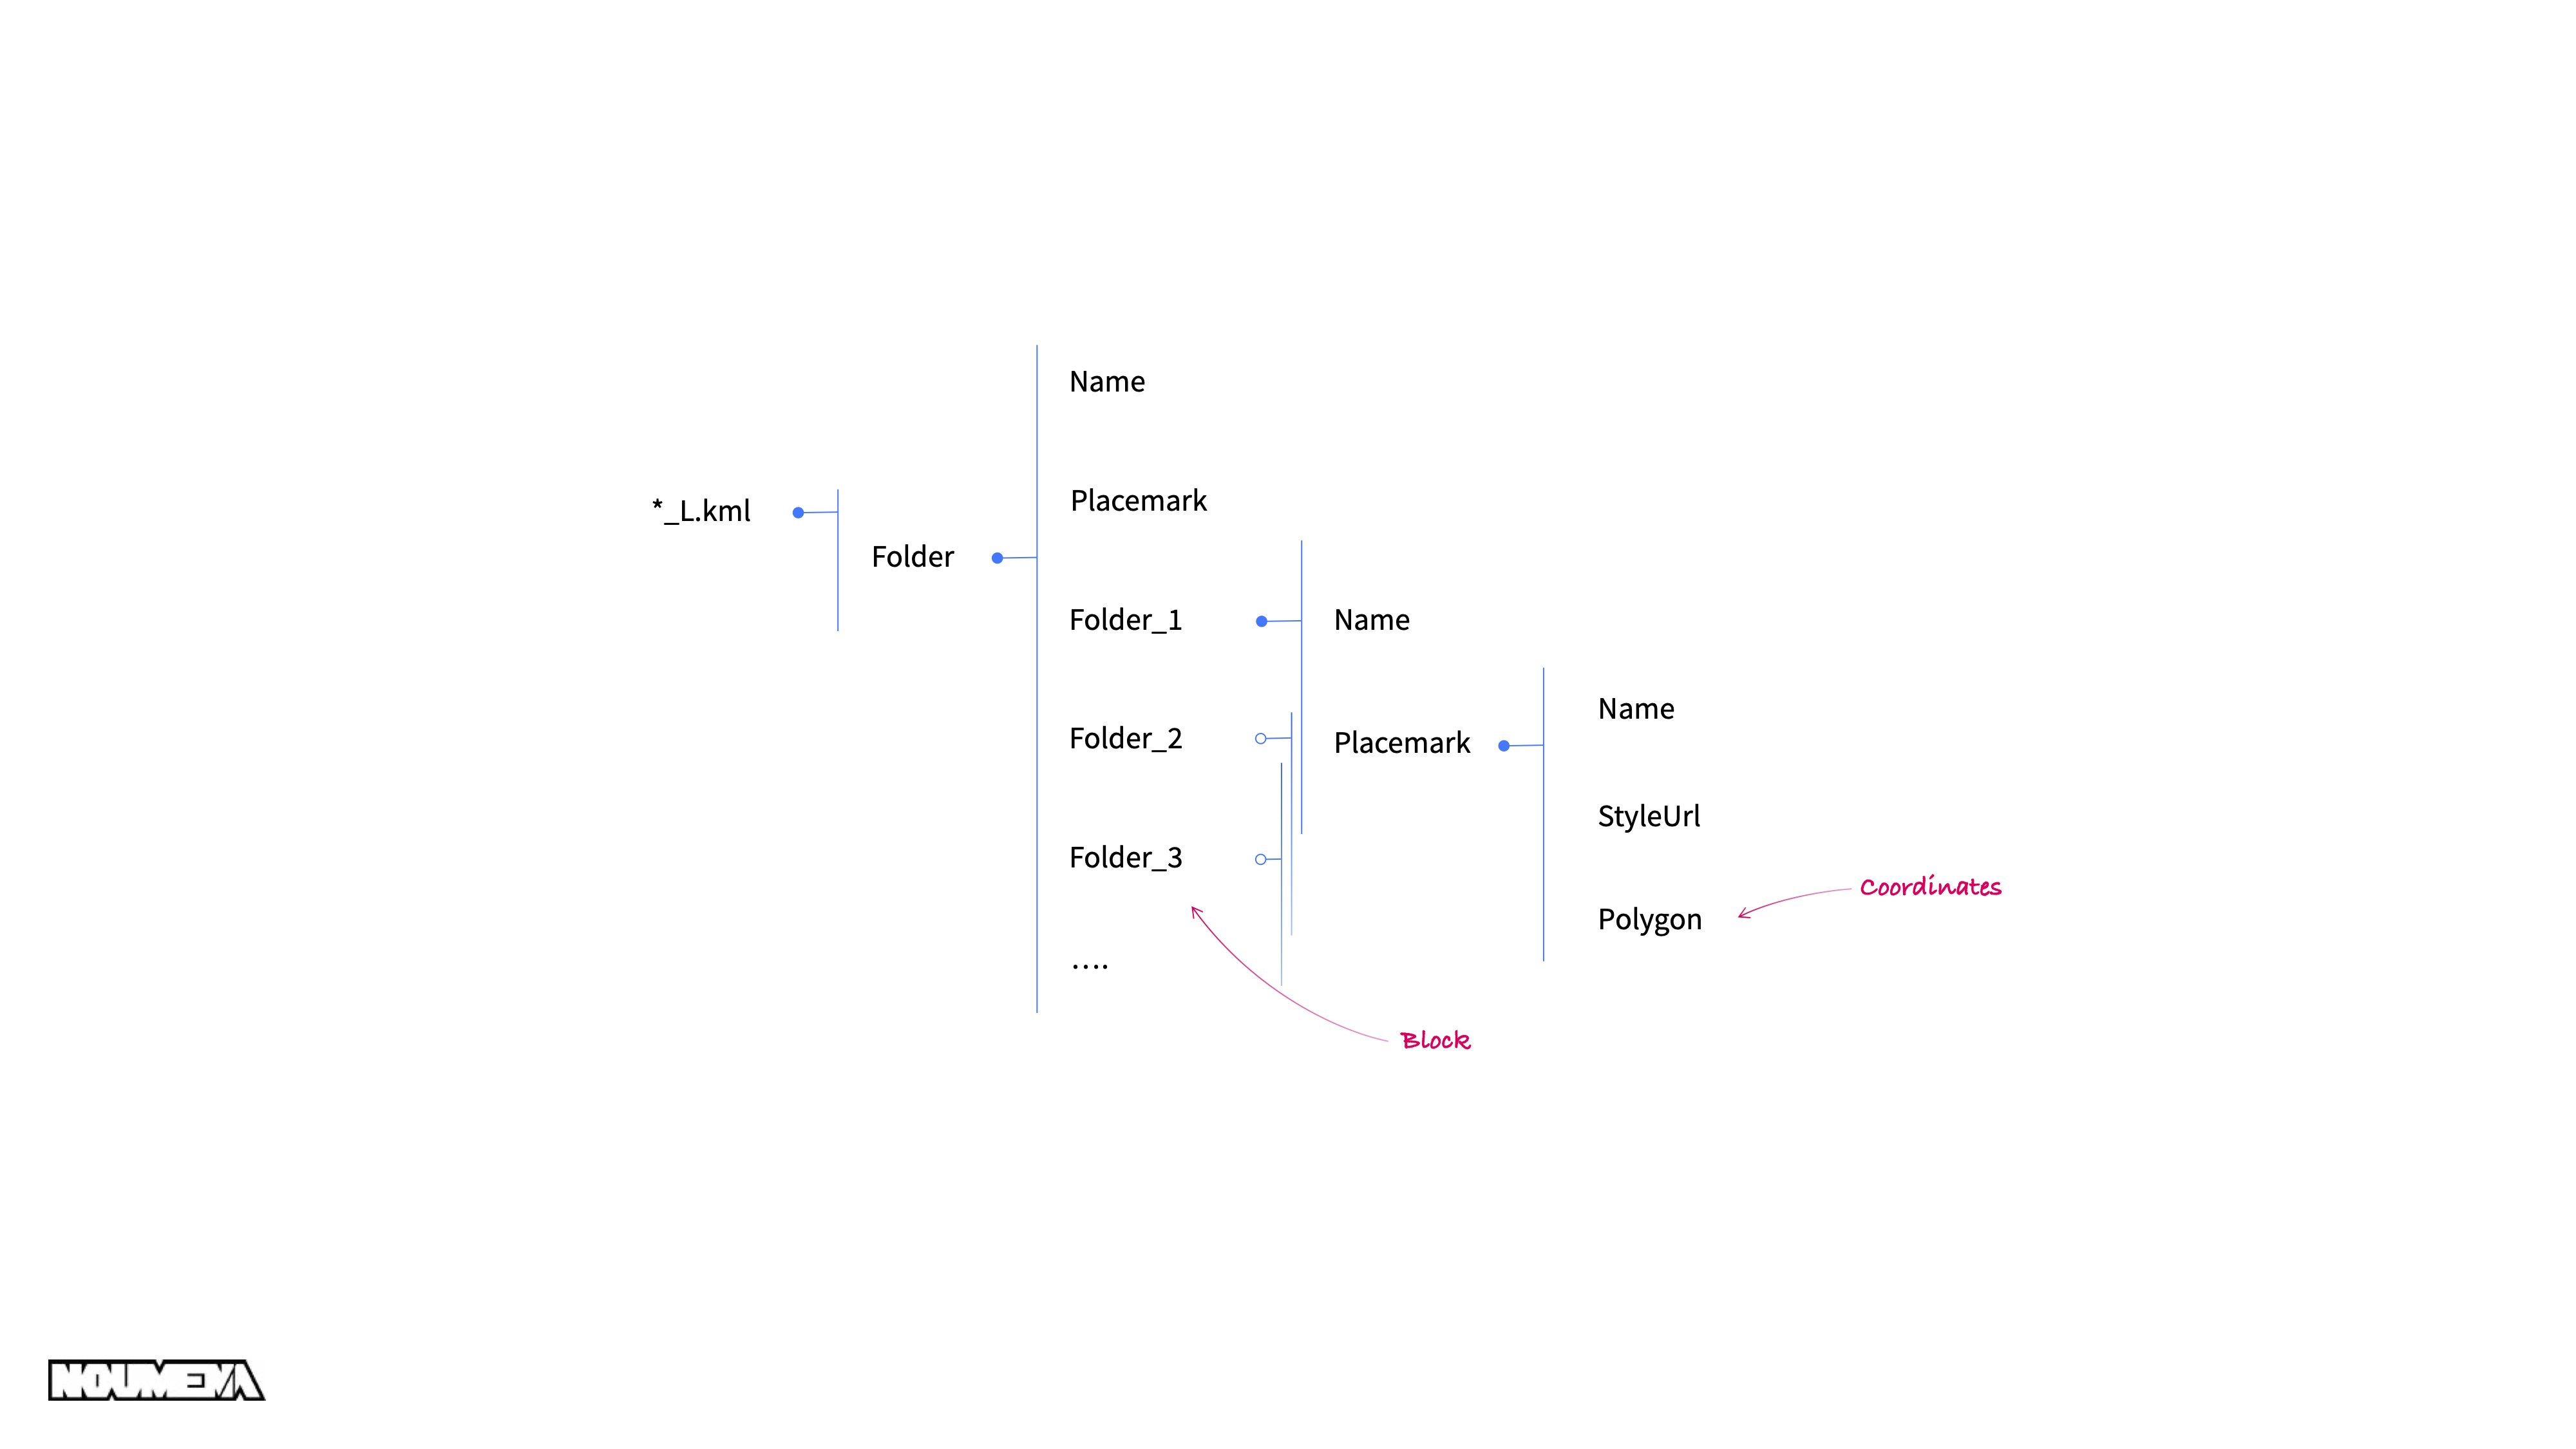 Name
Placemark
*_L.kml
Folder
Folder_1
Name
Name
Folder_2
Placemark
StyleUrl
Folder_3
Coordinates
Polygon
....
Block
NOUMENA